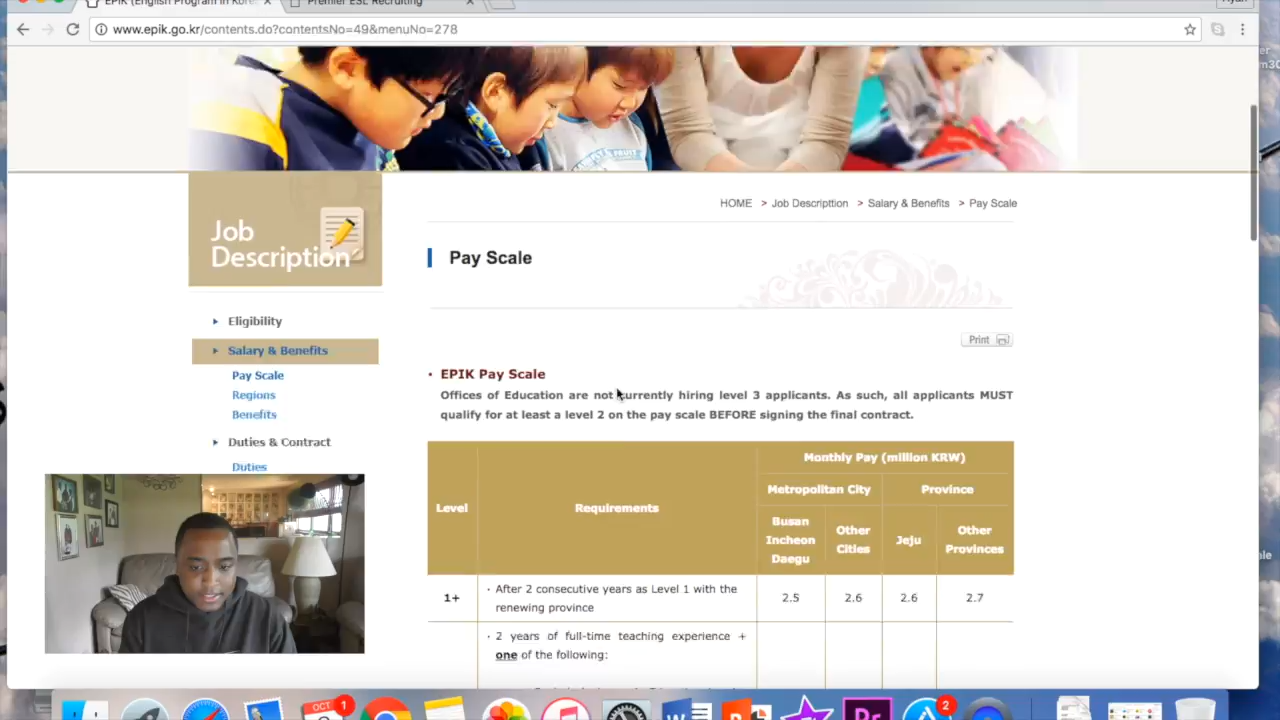 EPIK (English Program in Kore
Premier ESL Recruiting
Ryan
www.epik.go.kr/contents.do?contentsNo=49&menuNo=278
HOME > Job Descripttion > Salary & Benefits > Pay Scale
Job
Description
Pay Scale
Eligibility
Print
Salary & Benefits
Pay Scale
EPIK Pay Scale
Regions
Offices of Education are not currently hiring level 3 applicants. As such, all applicants MUST
Benefits
qualify for at least a level 2 on the pay scale BEFORE signing the final contract.
Duties & Contract
Duties
Level
Requirements
Monthly Pay (million KRW)
Metropolitan City
Province
Busan
Incheon
Daegu
Other
Cities
Jeju
Other
Provinces
1+
· After 2 consecutive years as Level 1 with the
renewing province
2.5
2.6
2.6
2.7
· 2 years of full-time teaching experience +
one of the following:
OCT 1
W
P
Pr
2